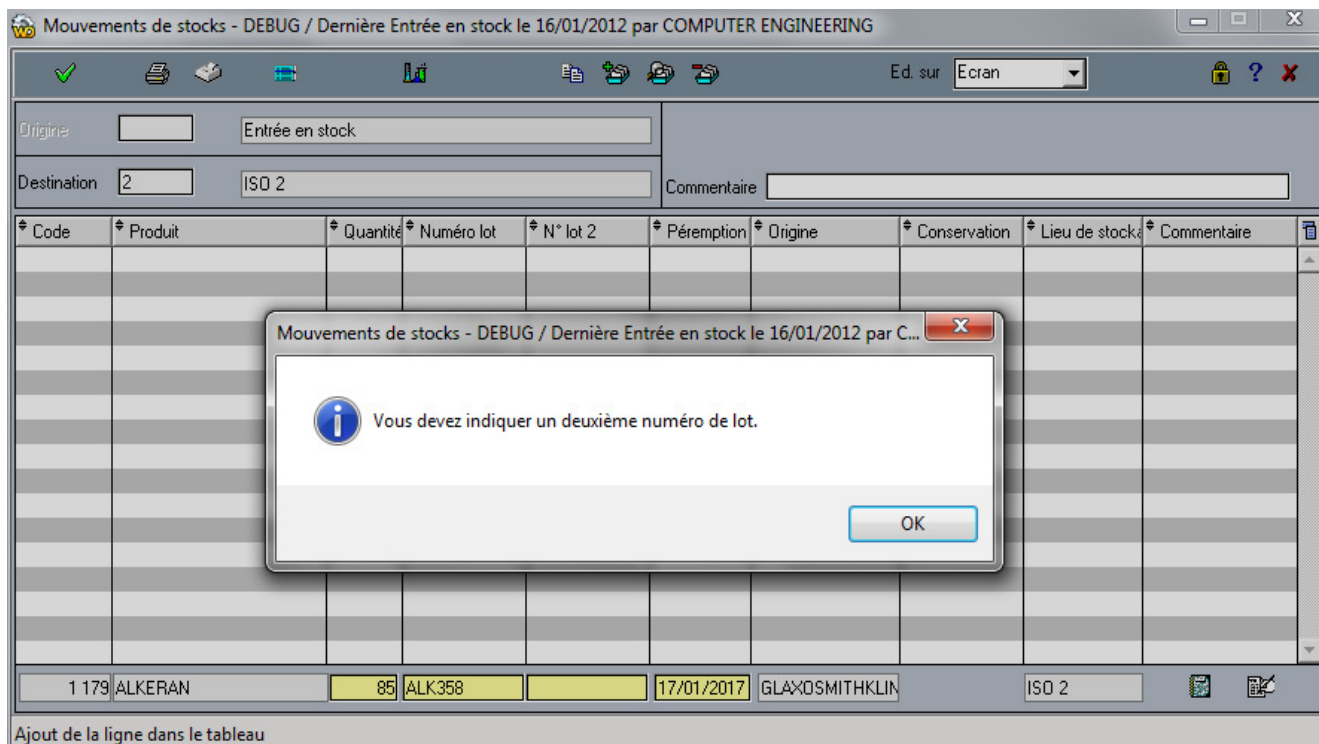 Mouvements de stocks - DEBUG / Dernière Entrée en stock le 16/01/2012 par COMPUTER ENGINEERING
Ed. sur Ecran
Origine Entrée en stock
Destination 2 ISO 2 Commentaire
Code Produit Quantité Numéro lot N° lot 2 Péremption Origine Conservation Lieu de stocka Commentaire
Mouvements de stocks - DEBUG / Dernière Entrée en stock le 16/01/2012 par C...
Vous devez indiquer un deuxième numéro de lot.
OK
1 179 ALKERAN 85 ALK358 17/01/2017 GLAXOSMITHKLIN ISO 2
Ajout de la ligne dans le tableau